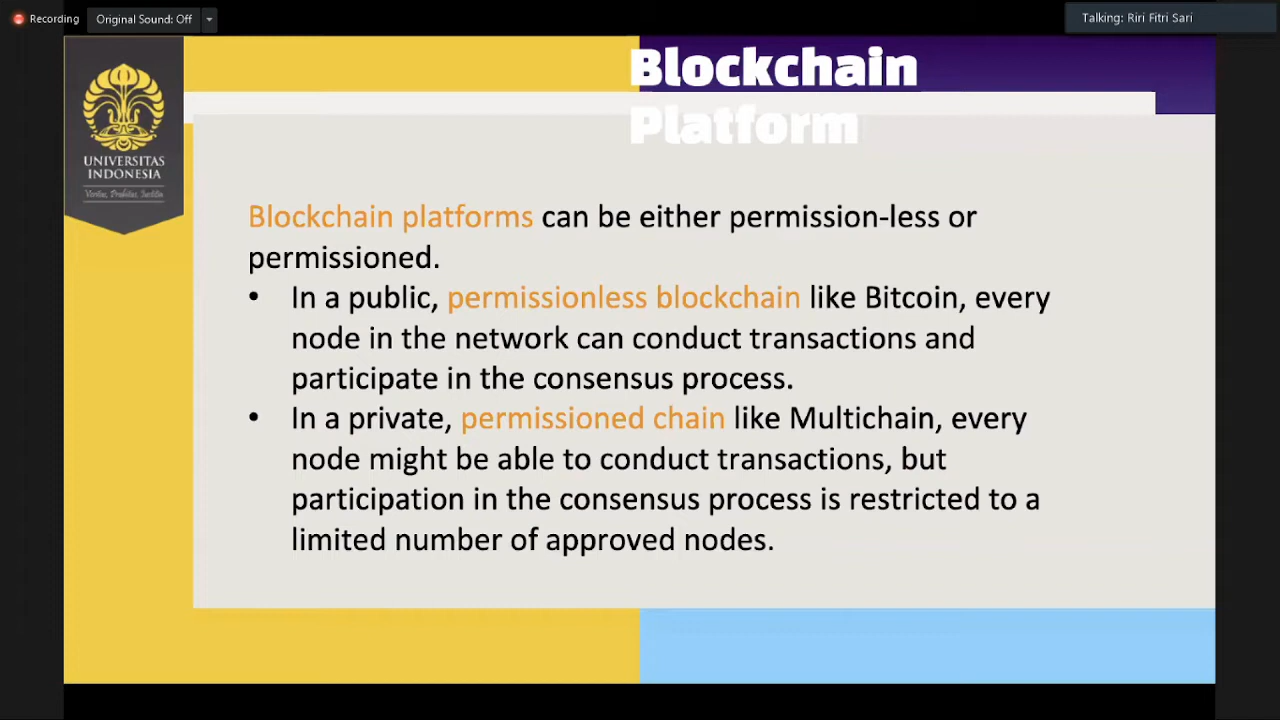 Recording
Original Sound: Off
Talking: Riri Fitri Sari
Blockchain
Platform
UNIVERSITAS
INDONESIA
Veritas, Probitas, Iustitia
Blockchain platforms can be either permission-less or
permissioned.
• In a public, permissionless blockchain like Bitcoin, every
node in the network can conduct transactions and
participate in the consensus process.
• In a private, permissioned chain like Multichain, every
node might be able to conduct transactions, but
participation in the consensus process is restricted to a
limited number of approved nodes.